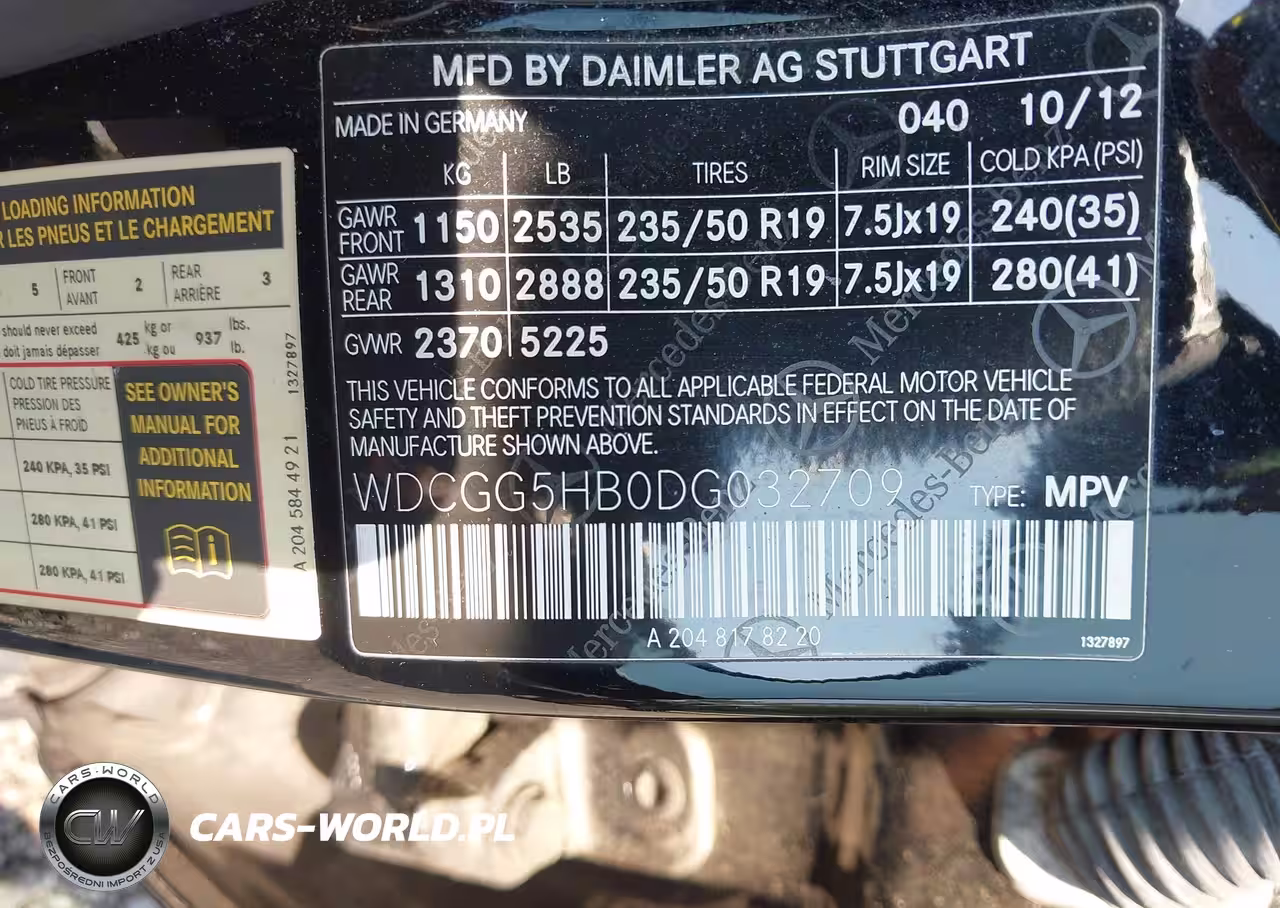 MFD BY DAIMLER AG STUTTGART
MADE IN GERMANY 040 10/12
KG LB TIRES RIM SIZE COLD KPA (PSI)
GAWR FRONT 1150 2535 235/50 R19 7.5Jx19 240(35)
GAWR REAR 1310 2888 235/50 R19 7.5Jx19 280(41)
GVWR 2370 5225
THIS VEHICLE CONFORMS TO ALL APPLICABLE FEDERAL MOTOR VEHICLE
SAFETY AND THEFT PREVENTION STANDARDS IN EFFECT ON THE DATE OF
MANUFACTURE SHOWN ABOVE.
WDCGG5HB0DG032709 TYPE: MPV
A 204 817 82 20
1327897
Mercedes-Benz
LOADING INFORMATION
LES PNEUS ET LE CHARGEMENT
5 FRONT AVANT 2 REAR ARRIÈRE 3
should never exceed 425 kg or 937 lbs.
doit jamais dépasser kg ou lb.
COLD TIRE PRESSURE
PRESSION DES
PNEUS À FROID
240 KPA, 35 PSI
280 KPA, 41 PSI
280 KPA, 41 PSI
SEE OWNER'S
MANUAL FOR
ADDITIONAL
INFORMATION
A 204 584 49 21 1327897
CARS-WORLD
CW
BEZPOŚREDNI IMPORT Z USA
CARS-WORLD.PL